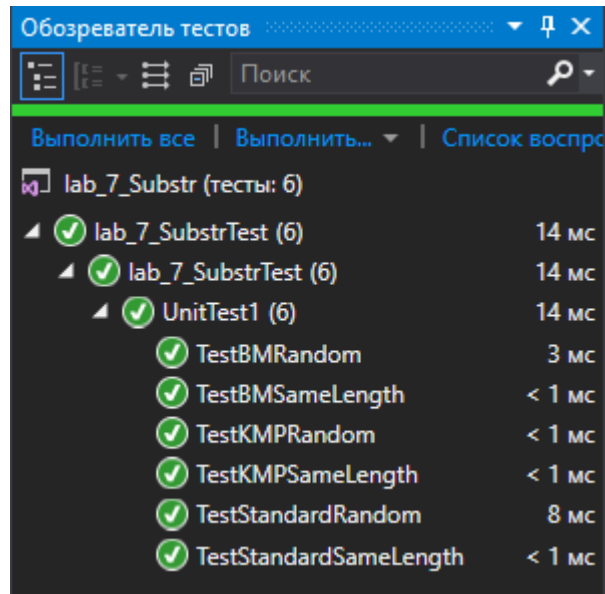 Обозреватель тестов
Поиск
Выполнить все | Выполнить... | Список воспр
lab_7_Substr (тесты: 6)
lab_7_SubstrTest (6) 14 мс
lab_7_SubstrTest (6) 14 мс
UnitTest1 (6) 14 мс
TestBMRandom 3 мс
TestBMSameLength < 1 мс
TestKMPRandom < 1 мс
TestKMPSameLength < 1 мс
TestStandardRandom 8 мс
TestStandardSameLength < 1 мс